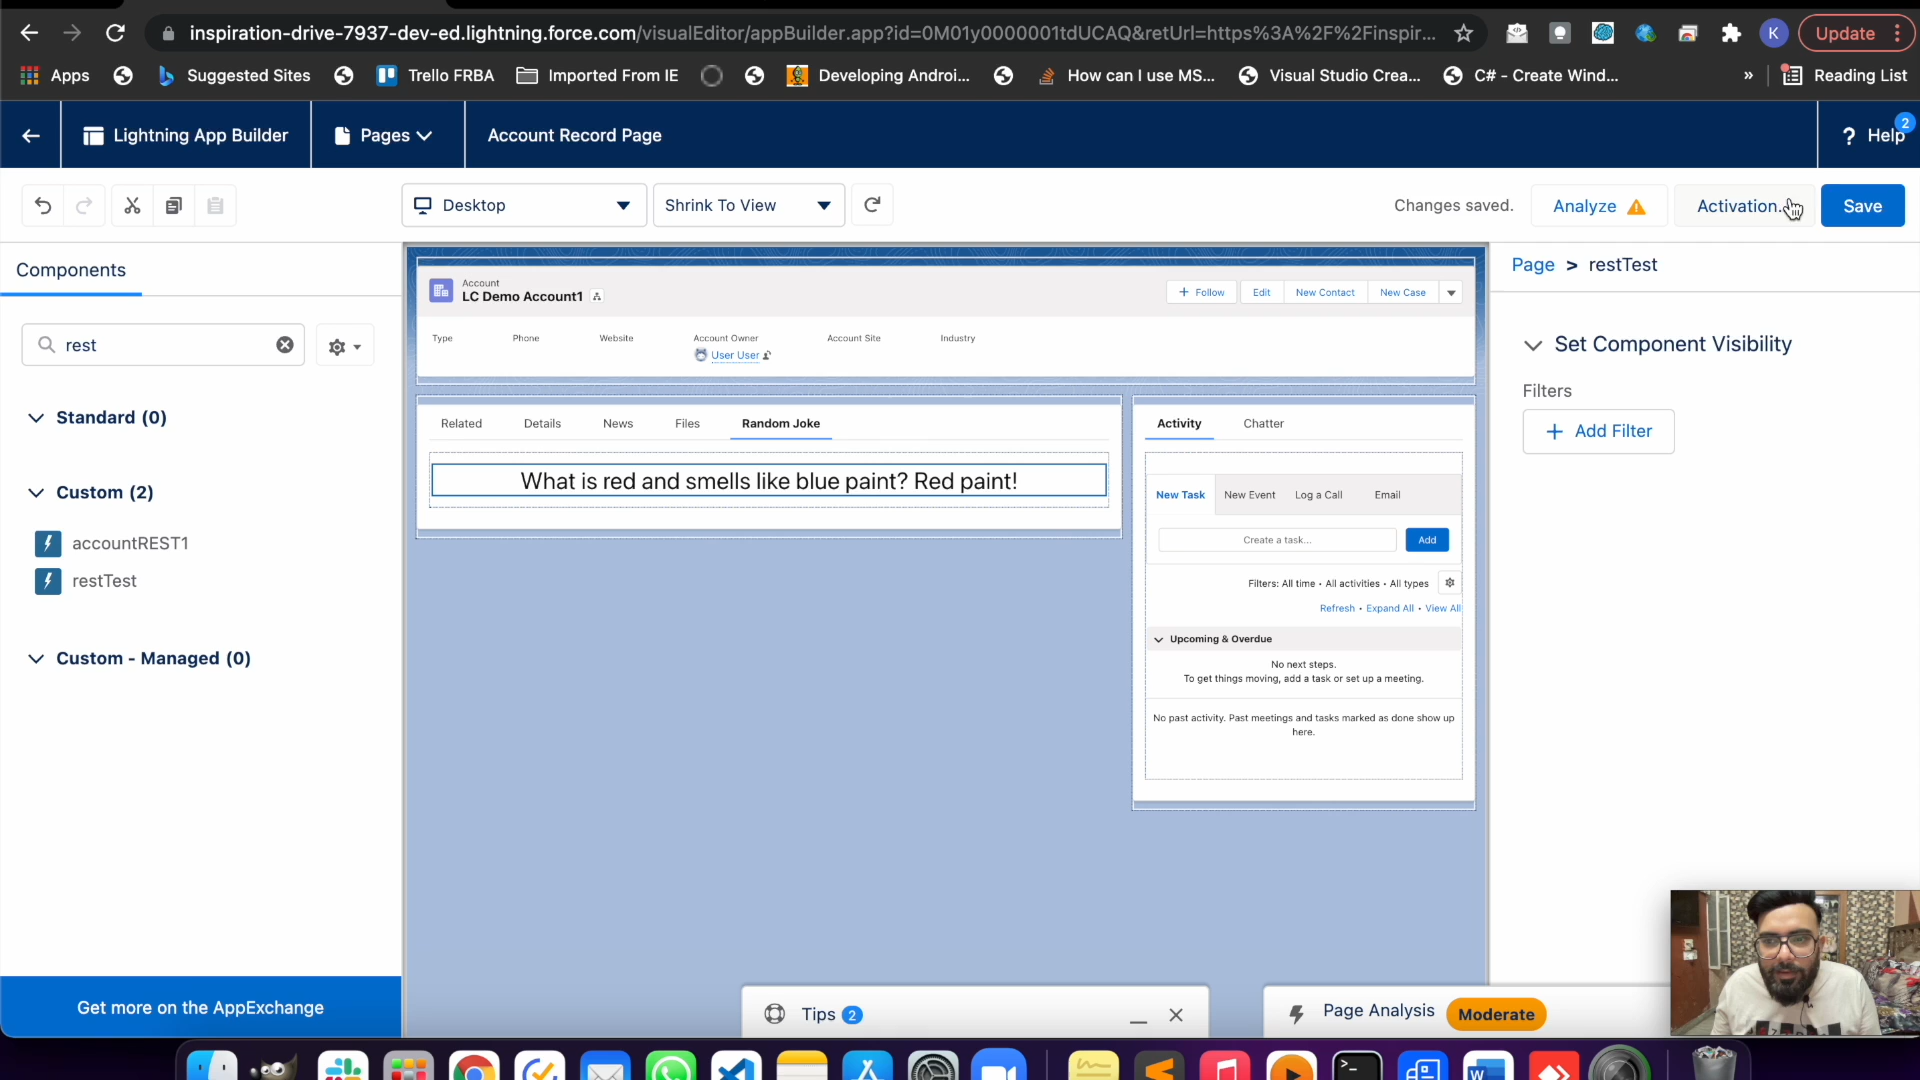 inspiration-drive-7937-dev-ed.lightning.force.com/visualEditor/appBuilder.app?id=0M01y0000001tdUCAQ&retUrl=https%3A%2F%2Finspir...
K
Update
Apps
Suggested Sites
Trello FRBA
Imported From IE
Developing Androi...
How can I use MS...
Visual Studio Crea...
C# - Create Wind...
»
Reading List
Lightning App Builder
Pages
Account Record Page
? Help
2
Desktop
Shrink To View
Changes saved.
Analyze
Activation...
Save
Components
rest
Standard (0)
Custom (2)
accountREST1
restTest
Custom - Managed (0)
Get more on the AppExchange
Account
LC Demo Account1
+ Follow
Edit
New Contact
New Case
Type
Phone
Website
Account Owner
Account Site
Industry
User User
Related
Details
News
Files
Random Joke
What is red and smells like blue paint? Red paint!
Activity
Chatter
New Task
New Event
Log a Call
Email
Create a task...
Add
Filters: All time • All activities • All types
Refresh • Expand All • View All
Upcoming & Overdue
No next steps.
To get things moving, add a task or set up a meeting.
No past activity. Past meetings and tasks marked as done show up
here.
Page > restTest
Set Component Visibility
Filters
+ Add Filter
Tips 2
Page Analysis
Moderate